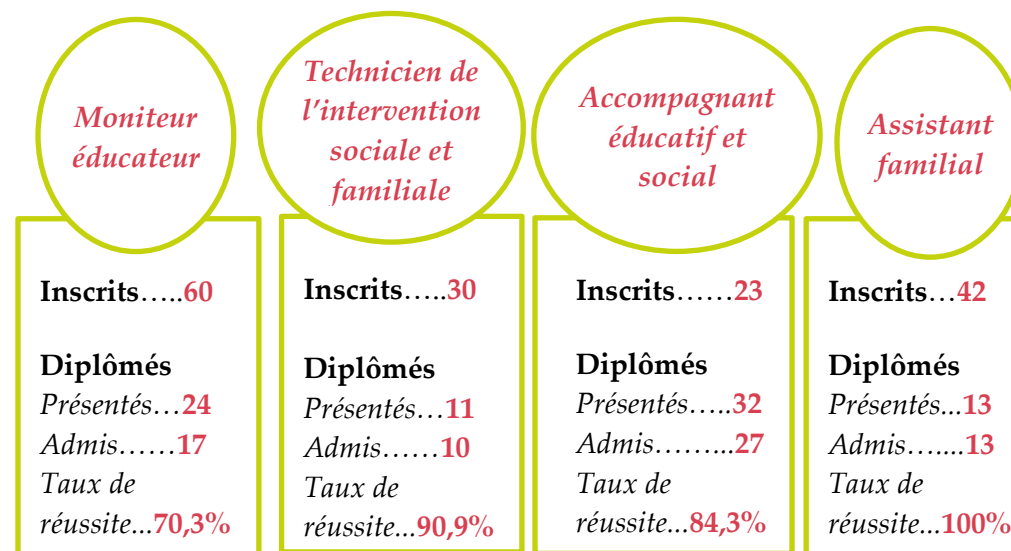 Moniteur
éducateur
Inscrits…..60
Diplômés
Présentés…24
Admis……17
Taux de
réussite...70,3%
Technicien de
l’intervention
sociale et
familiale
Inscrits…..30
Diplômés
Présentés…11
Admis……10
Taux de
réussite...90,9%
Accompagnant
éducatif et
social
Inscrits……23
Diplômés
Présentés…..32
Admis……...27
Taux de
réussite...84,3%
Assistant
familial
Inscrits…42
Diplômés
Présentés...13
Admis…....13
Taux de
réussite...100%